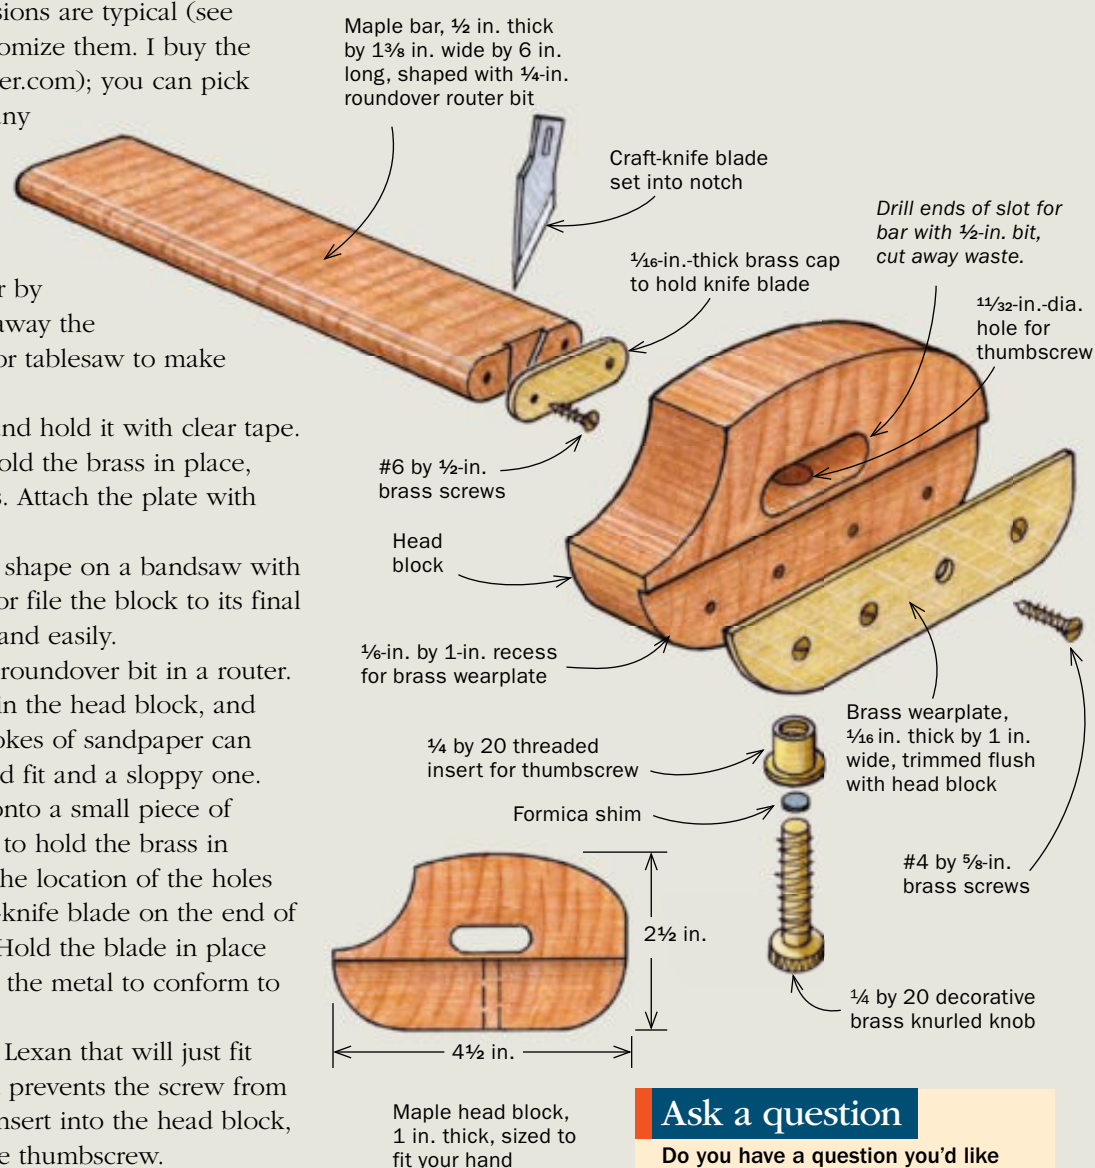 sions are typical (see
omize them. I buy the
er.com); you can pick
any
r by
away the
or tablesaw to make
und hold it with clear tape.
old the brass in place,
s. Attach the plate with
shape on a bandsaw with
or file the block to its final
and easily.
roundover bit in a router.
in the head block, and
okes of sandpaper can
d fit and a sloppy one.
onto a small piece of
to hold the brass in
he location of the holes
-knife blade on the end of
Hold the blade in place
the metal to conform to
Lexan that will just fit
prevents the screw from
nsert into the head block,
e thumbscrew.
Maple bar, ½ in. thick
by 1⅜ in. wide by 6 in.
long, shaped with ¼-in.
roundover router bit
Craft-knife blade
set into notch
1⁄16-in.-thick brass cap
to hold knife blade
Drill ends of slot for
bar with ½-in. bit,
cut away waste.
11⁄32-in.-dia.
hole for
thumbscrew
#6 by ½-in.
brass screws
Head
block
⅙-in. by 1-in. recess
for brass wearplate
¼ by 20 threaded
insert for thumbscrew
Formica shim
Brass wearplate,
1⁄16 in. thick by 1 in.
wide, trimmed flush
with head block
#4 by ⅝-in.
brass screws
¼ by 20 decorative
brass knurled knob
2½ in.
4½ in.
Maple head block,
1 in. thick, sized to
fit your hand
Ask a question
Do you have a question you'd like